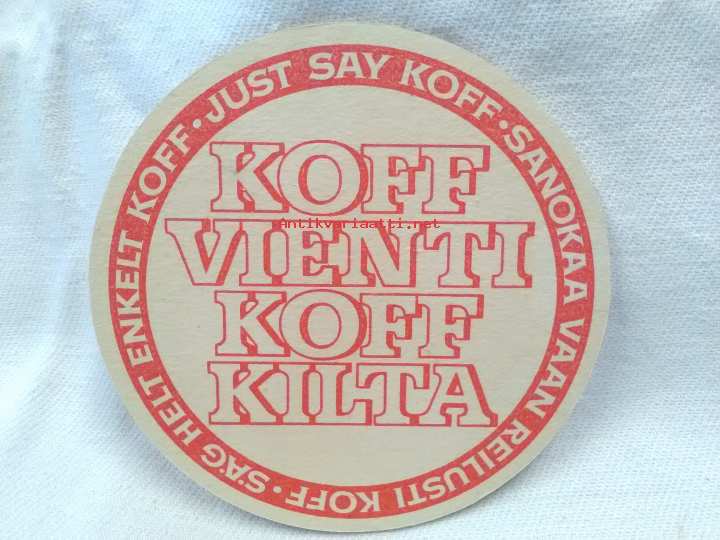 JUST SAY KOFF • SANOKAA VAAN REILUSTI KOFF • SÄG HELT ENKELT KOFF •
KOFF
Antikvariaatti.net
VIENTI
KOFF
KILTA